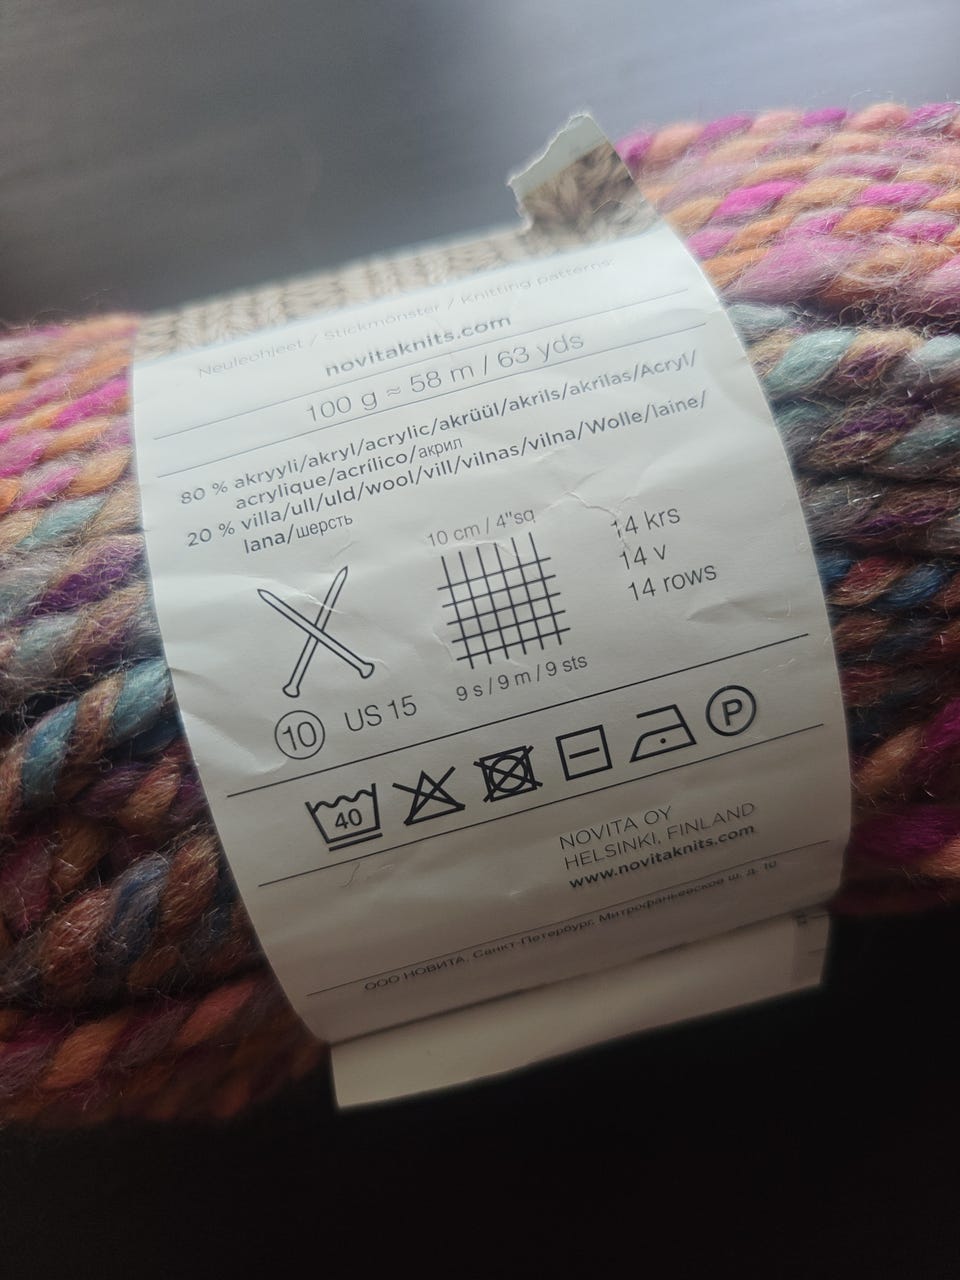 Neuleohjeet / Stickmönster / Knitting patterns:
novitaknits.com
100 g ≈ 58 m / 63 yds
80 % akryyli/akryl/acrylic/akrüül/akrils/akrilas/Acryl/
acrylique/acrílico/акрил
20 % villa/ull/uld/wool/vill/vilnas/vilna/Wolle/laine/
lana/шерсть
10 cm / 4"sq
14 krs
14 v
14 rows
9 s / 9 m / 9 sts
10 US 15
40
P
NOVITA OY
HELSINKI, FINLAND
www.novitaknits.com
ООО НОВИТА, Санкт-Петербург, Митрофаньевское ш. д. 10